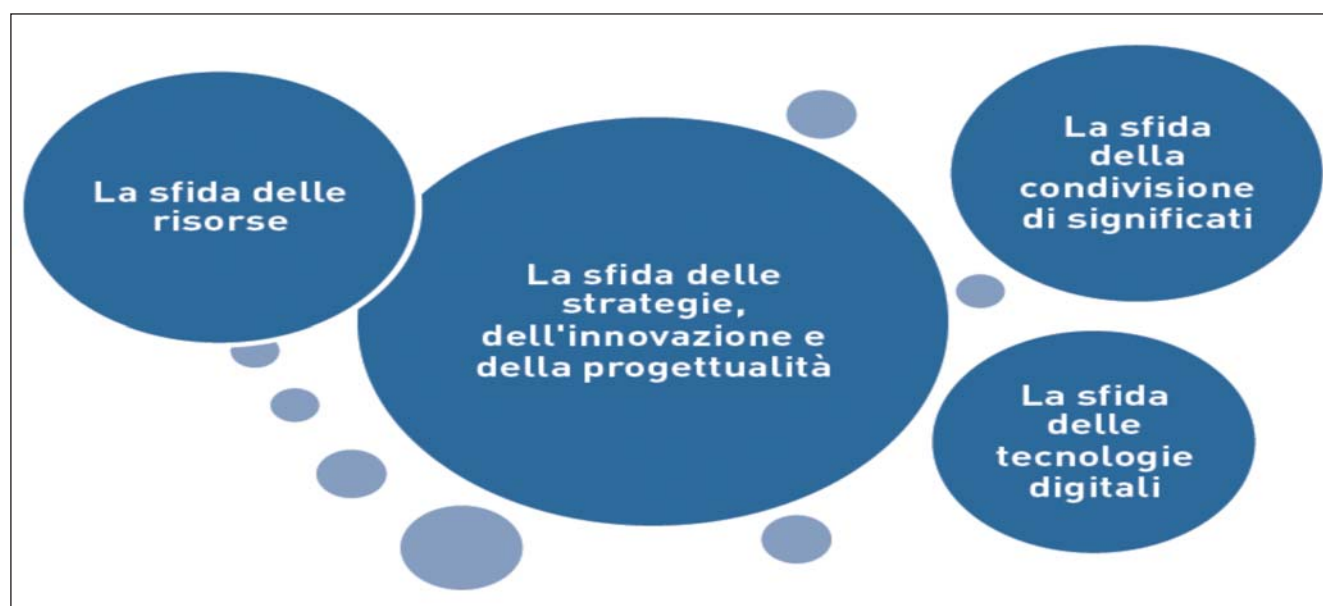 La sfida delle
risorse
La sfida delle
strategie,
dell'innovazione e
della progettualità
La sfida
della
condivisione
di significati
La sfida
delle
tecnologie
digitali